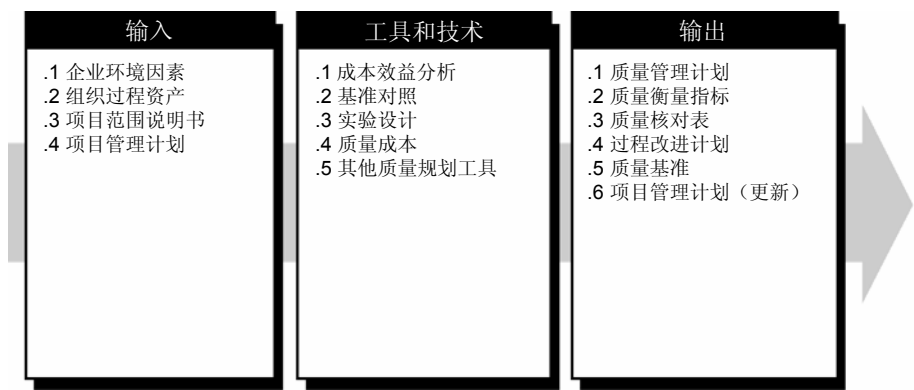 输入
.1 企业环境因素
.2 组织过程资产
.3 项目范围说明书
.4 项目管理计划
工具和技术
.1 成本效益分析
.2 基准对照
.3 实验设计
.4 质量成本
.5 其他质量规划工具
输出
.1 质量管理计划
.2 质量衡量指标
.3 质量核对表
.4 过程改进计划
.5 质量基准
.6 项目管理计划（更新）